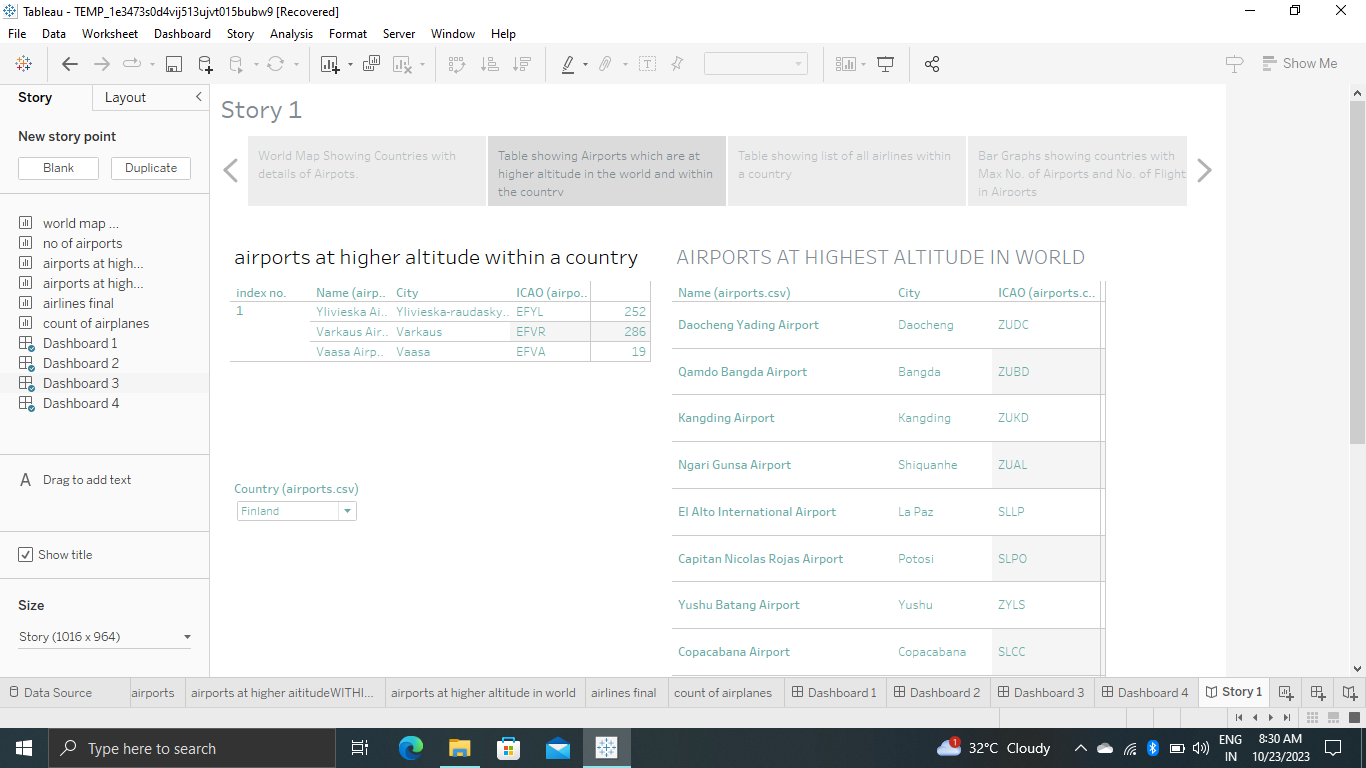 Tableau - TEMP_1e3473s0d4vij513ujvt015bubw9 [Recovered]
File Data Worksheet Dashboard Story Analysis Format Server Window Help
Show Me
Story Layout
New story point
Blank Duplicate
world map ...
no of airports
airports at high...
airports at high...
airlines final
count of airplanes
Dashboard 1
Dashboard 2
Dashboard 3
Dashboard 4
A Drag to add text
Show title
Size
Story (1016 x 964)
Story 1
World Map Showing Countries with
details of Airpots.
Table showing Airports which are at
higher altitude in the world and within
the country
Table showing list of all airlines within
a country
Bar Graphs showing countries with
Max No. of Airports and No. of Flight
in Airports
airports at higher altitude within a country
index no. Name (airp.. City ICAO (airpo..
1 Ylivieska Ai.. Ylivieska-raudasky.. EFYL 252
Varkaus Air.. Varkaus EFVR 286
Vaasa Airp.. Vaasa EFVA 19
Country (airports.csv)
Finland
AIRPORTS AT HIGHEST ALTITUDE IN WORLD
Name (airports.csv) City ICAO (airports.c..
Daocheng Yading Airport Daocheng ZUDC
Qamdo Bangda Airport Bangda ZUBD
Kangding Airport Kangding ZUKD
Ngari Gunsa Airport Shiquanhe ZUAL
El Alto International Airport La Paz SLLP
Capitan Nicolas Rojas Airport Potosi SLPO
Yushu Batang Airport Yushu ZYLS
Copacabana Airport Copacabana SLCC
Data Source airports airports at higher aititudeWITHI... airports at higher altitude in world airlines final count of airplanes Dashboard 1 Dashboard 2 Dashboard 3 Dashboard 4 Story 1
Type here to search
1 32°C Cloudy
ENG
IN
8:30 AM
10/23/2023